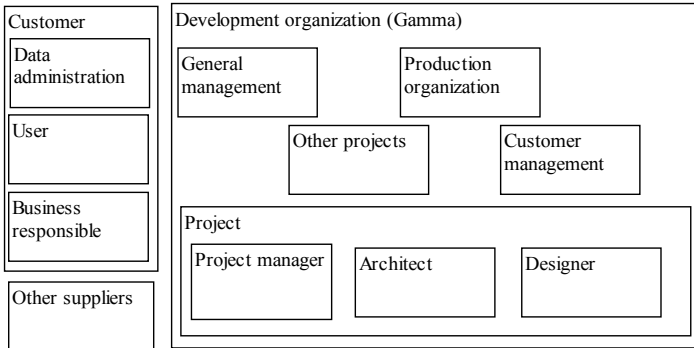 Customer
Data
administration
User
Business
responsible
Other suppliers
Development organization (Gamma)
General
management
Production
organization
Other projects
Customer
management
Project
Project manager
Architect
Designer